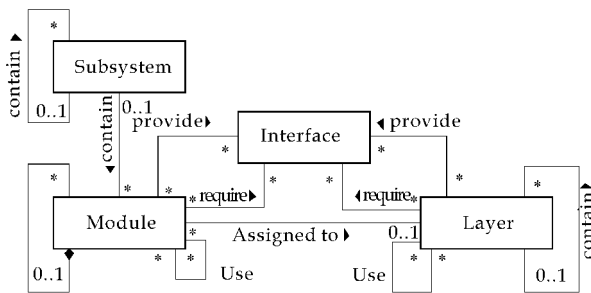 contain
*
Subsystem
0..1
0..1
contain
provide
*
Interface
provide
*
*
*
*
*
*
*
*
require
require
*
*
*
contain
Module
Assigned to
Layer
*
0..1
0..1
*
*
Use
Use
*
*
0..1